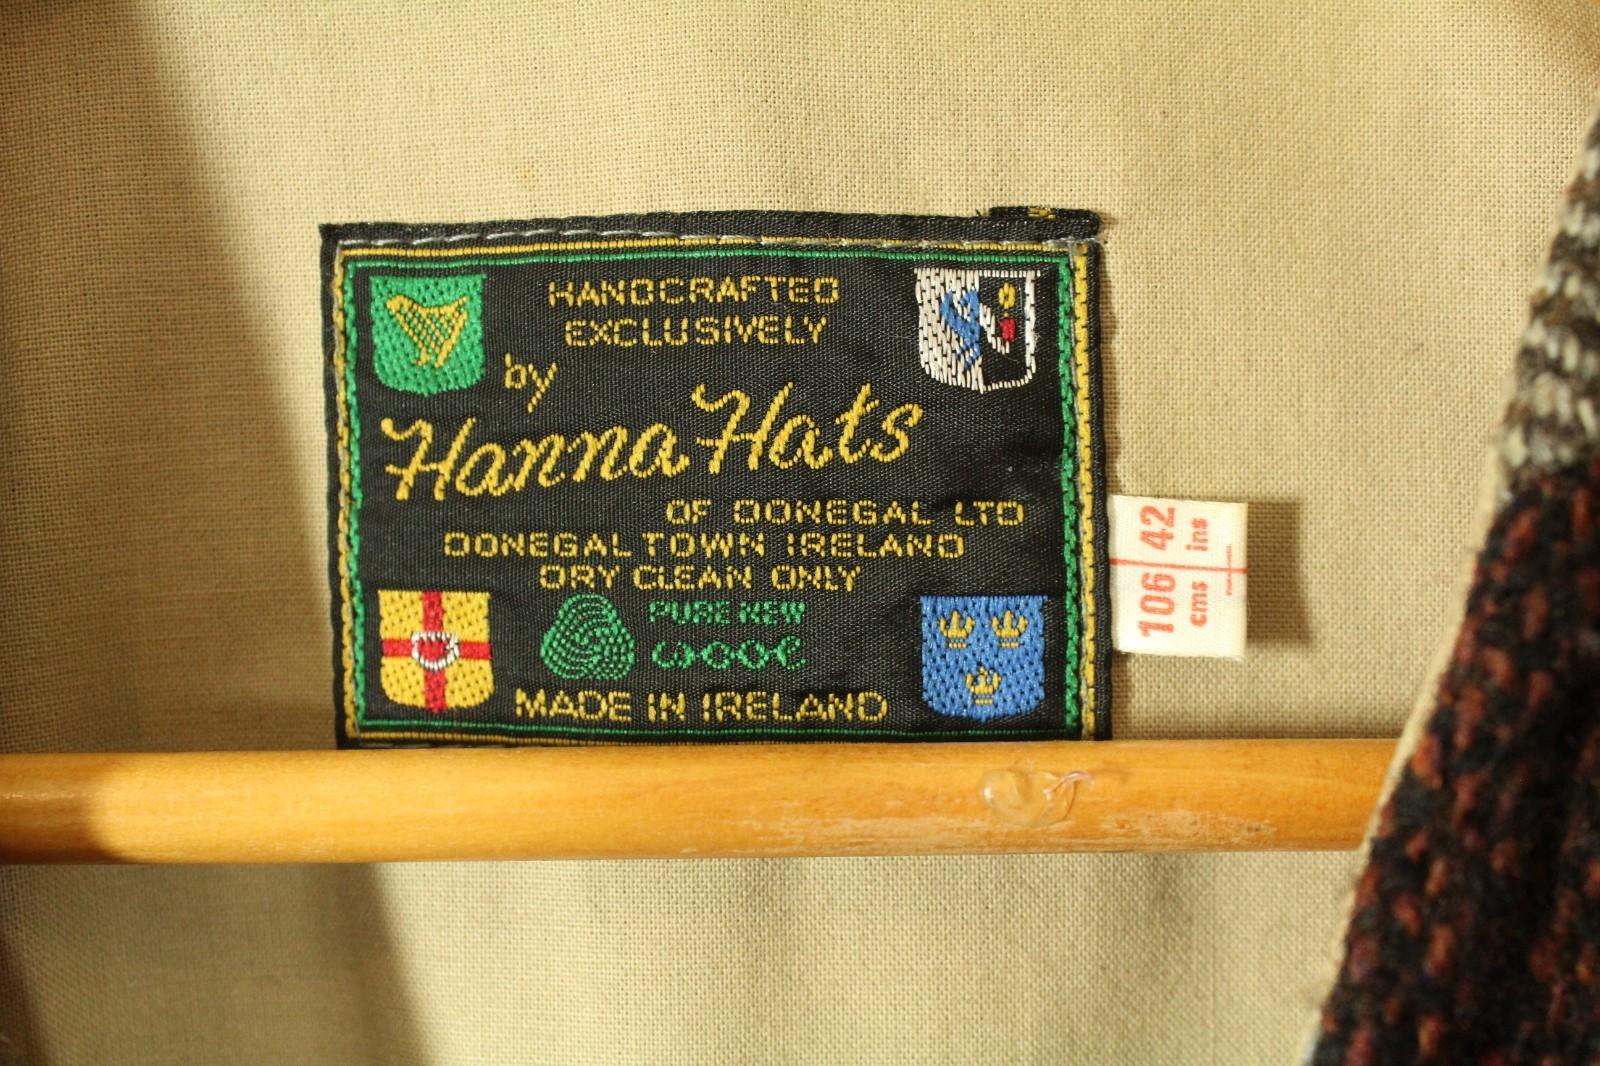 HANDCRAFTED
EXCLUSIVELY
by
Hanna Hats
OF DONEGAL LTD
DONEGAL TOWN IRELAND
DRY CLEAN ONLY
PURE NEW
WOOL
MADE IN IRELAND
106 42
cms ins